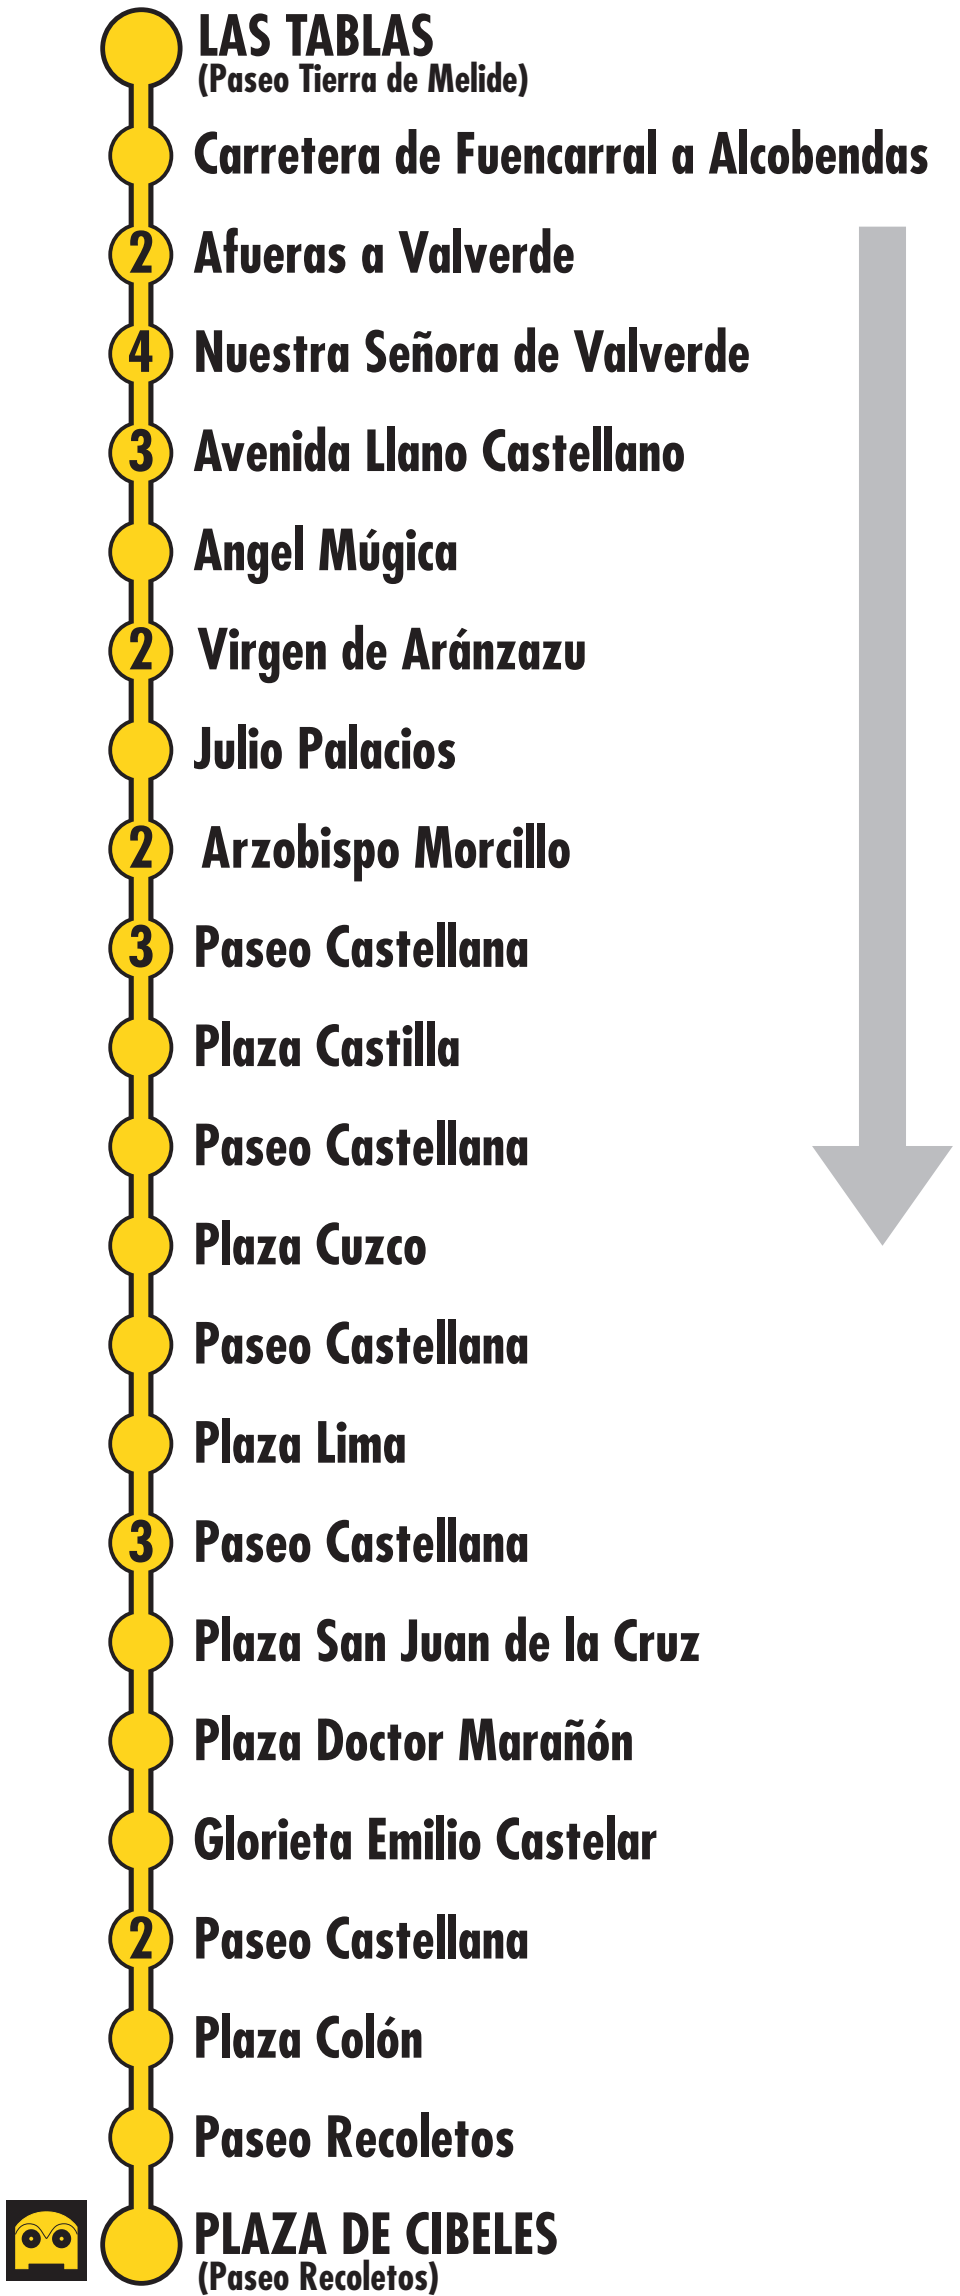 LAS TABLAS
(Paseo Tierra de Melide)
Carretera de Fuencarral a Alcobendas
2 Afueras a Valverde
4 Nuestra Señora de Valverde
3 Avenida Llano Castellano
Angel Múgica
2 Virgen de Aránzazu
Julio Palacios
2 Arzobispo Morcillo
3 Paseo Castellana
Plaza Castilla
Paseo Castellana
Plaza Cuzco
Paseo Castellana
Plaza Lima
3 Paseo Castellana
Plaza San Juan de la Cruz
Plaza Doctor Marañón
Glorieta Emilio Castelar
2 Paseo Castellana
Plaza Colón
Paseo Recoletos
PLAZA DE CIBELES
(Paseo Recoletos)